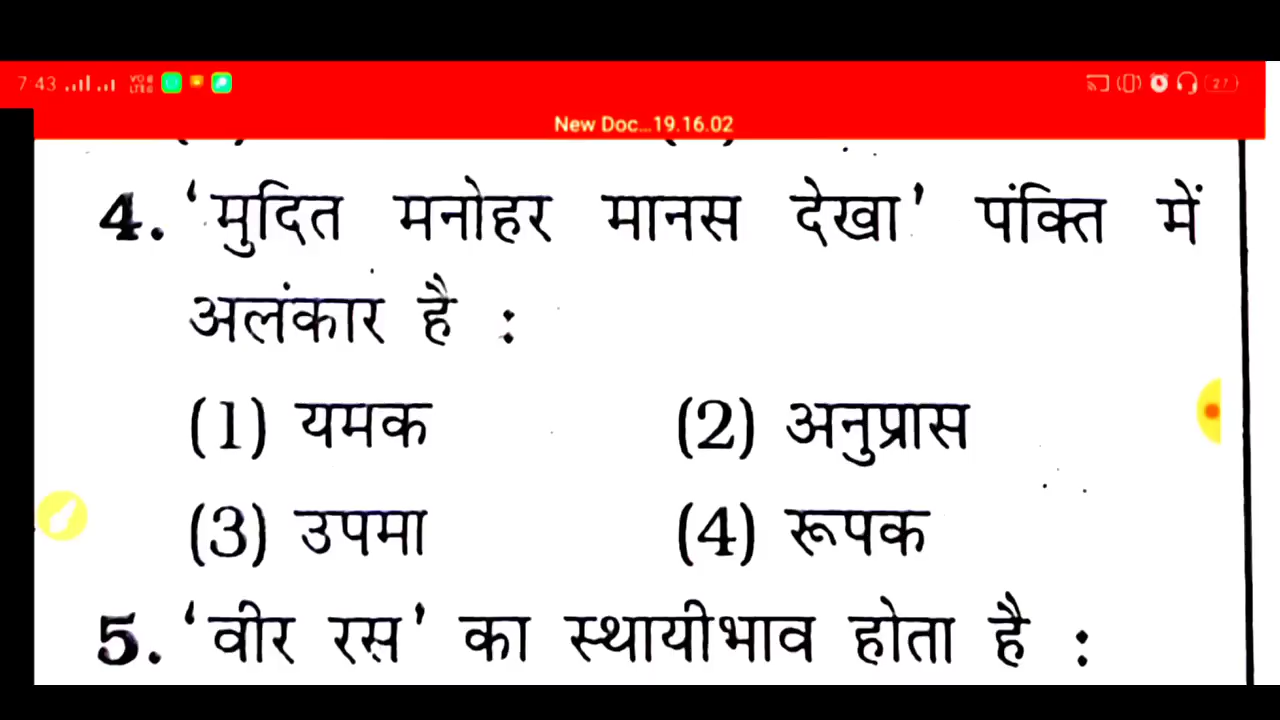 7:43
27
New Doc...19.16.02
4. 'मुदित मनोहर मानस देखा' पंक्ति में
अलंकार है :
(1) यमक (2) अनुप्रास
(3) उपमा (4) रूपक
5. 'वीर रस' का स्थायीभाव होता है :